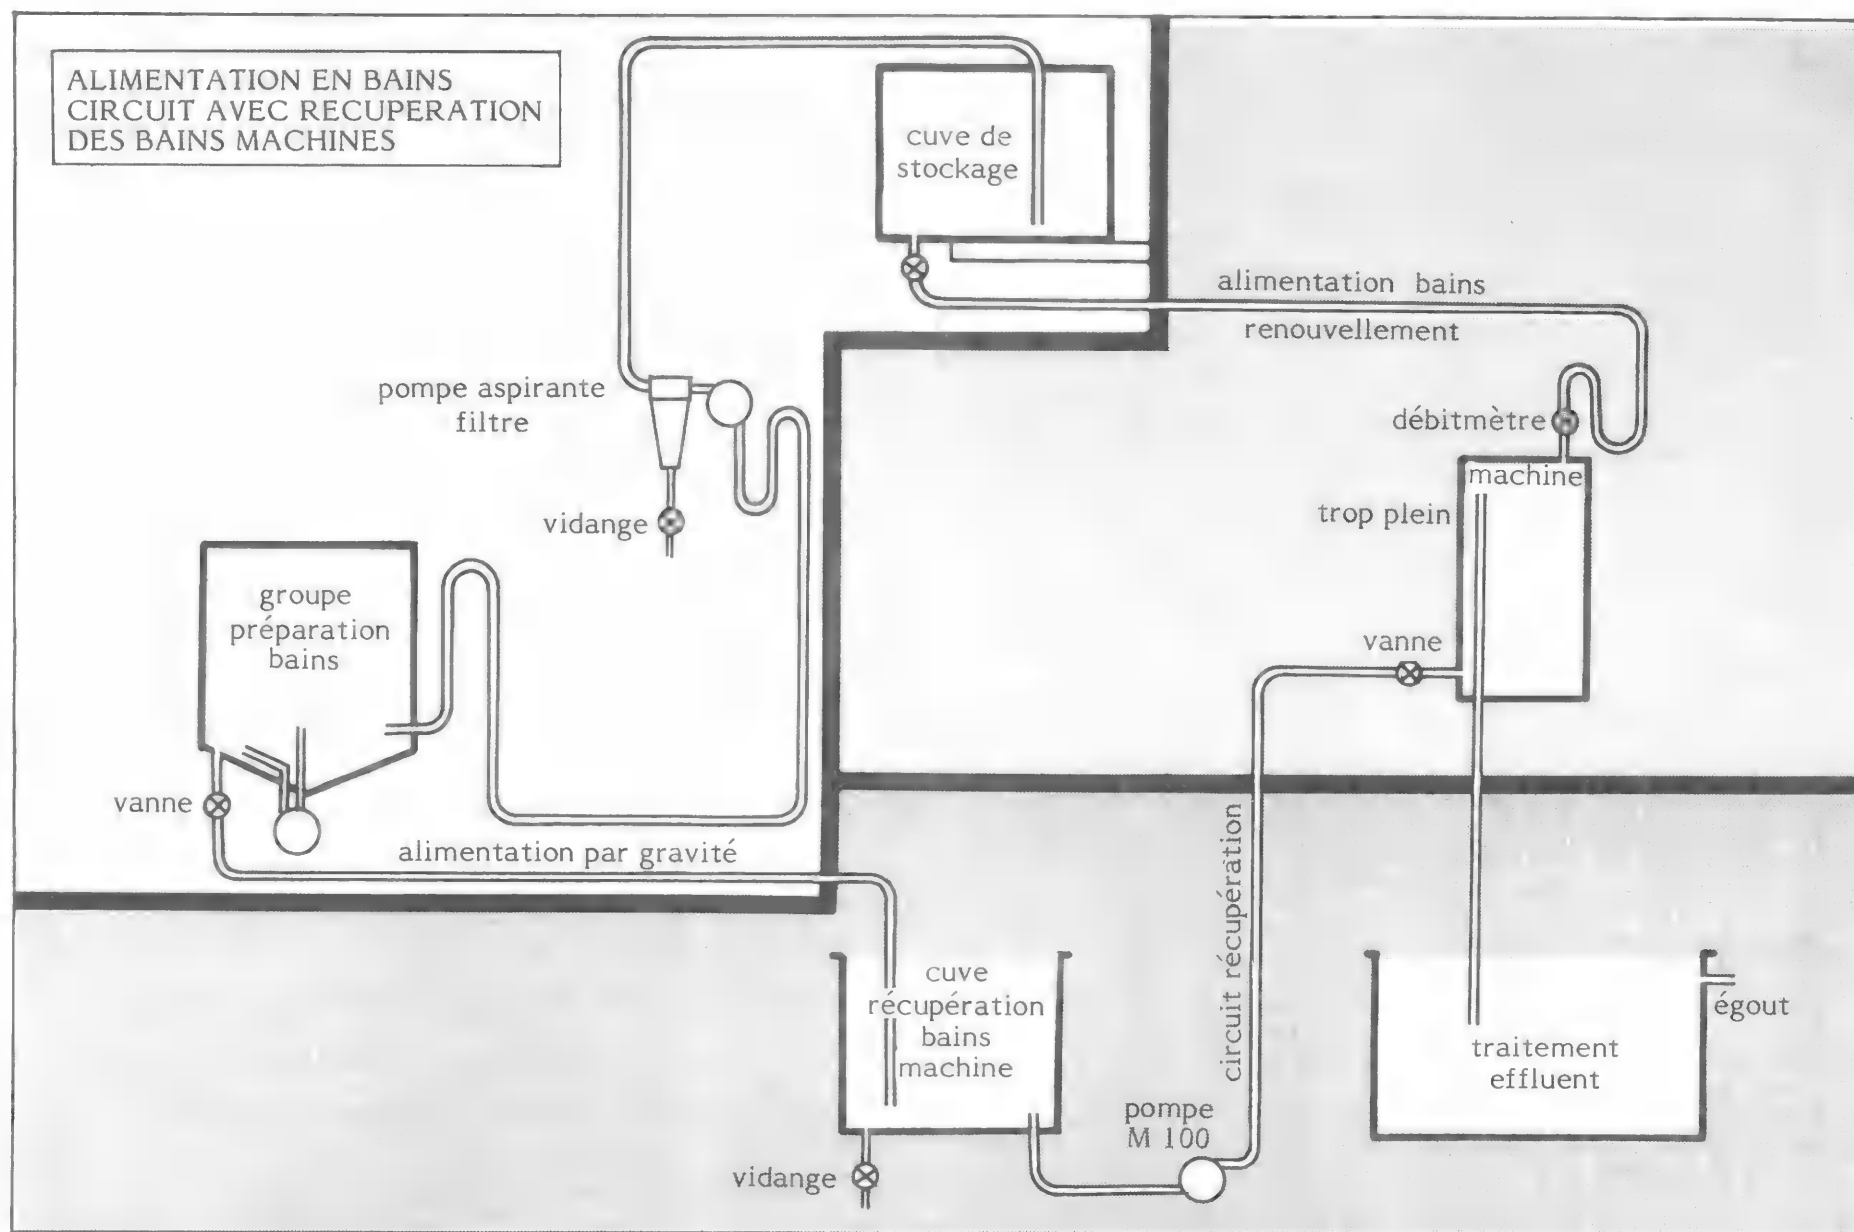 ALIMENTATION EN BAINS
CIRCUIT AVEC RECUPERATION
DES BAINS MACHINES
cuve de
stockage
alimentation bains
renouvellement
pompe aspirante
filtre
débitmètre
machine
trop plein
vidange
groupe
préparation
bains
vanne
vanne
alimentation par gravité
circuit récupération
cuve
récupération
bains
machine
égout
traitement
effluent
pompe
M 100
vidange